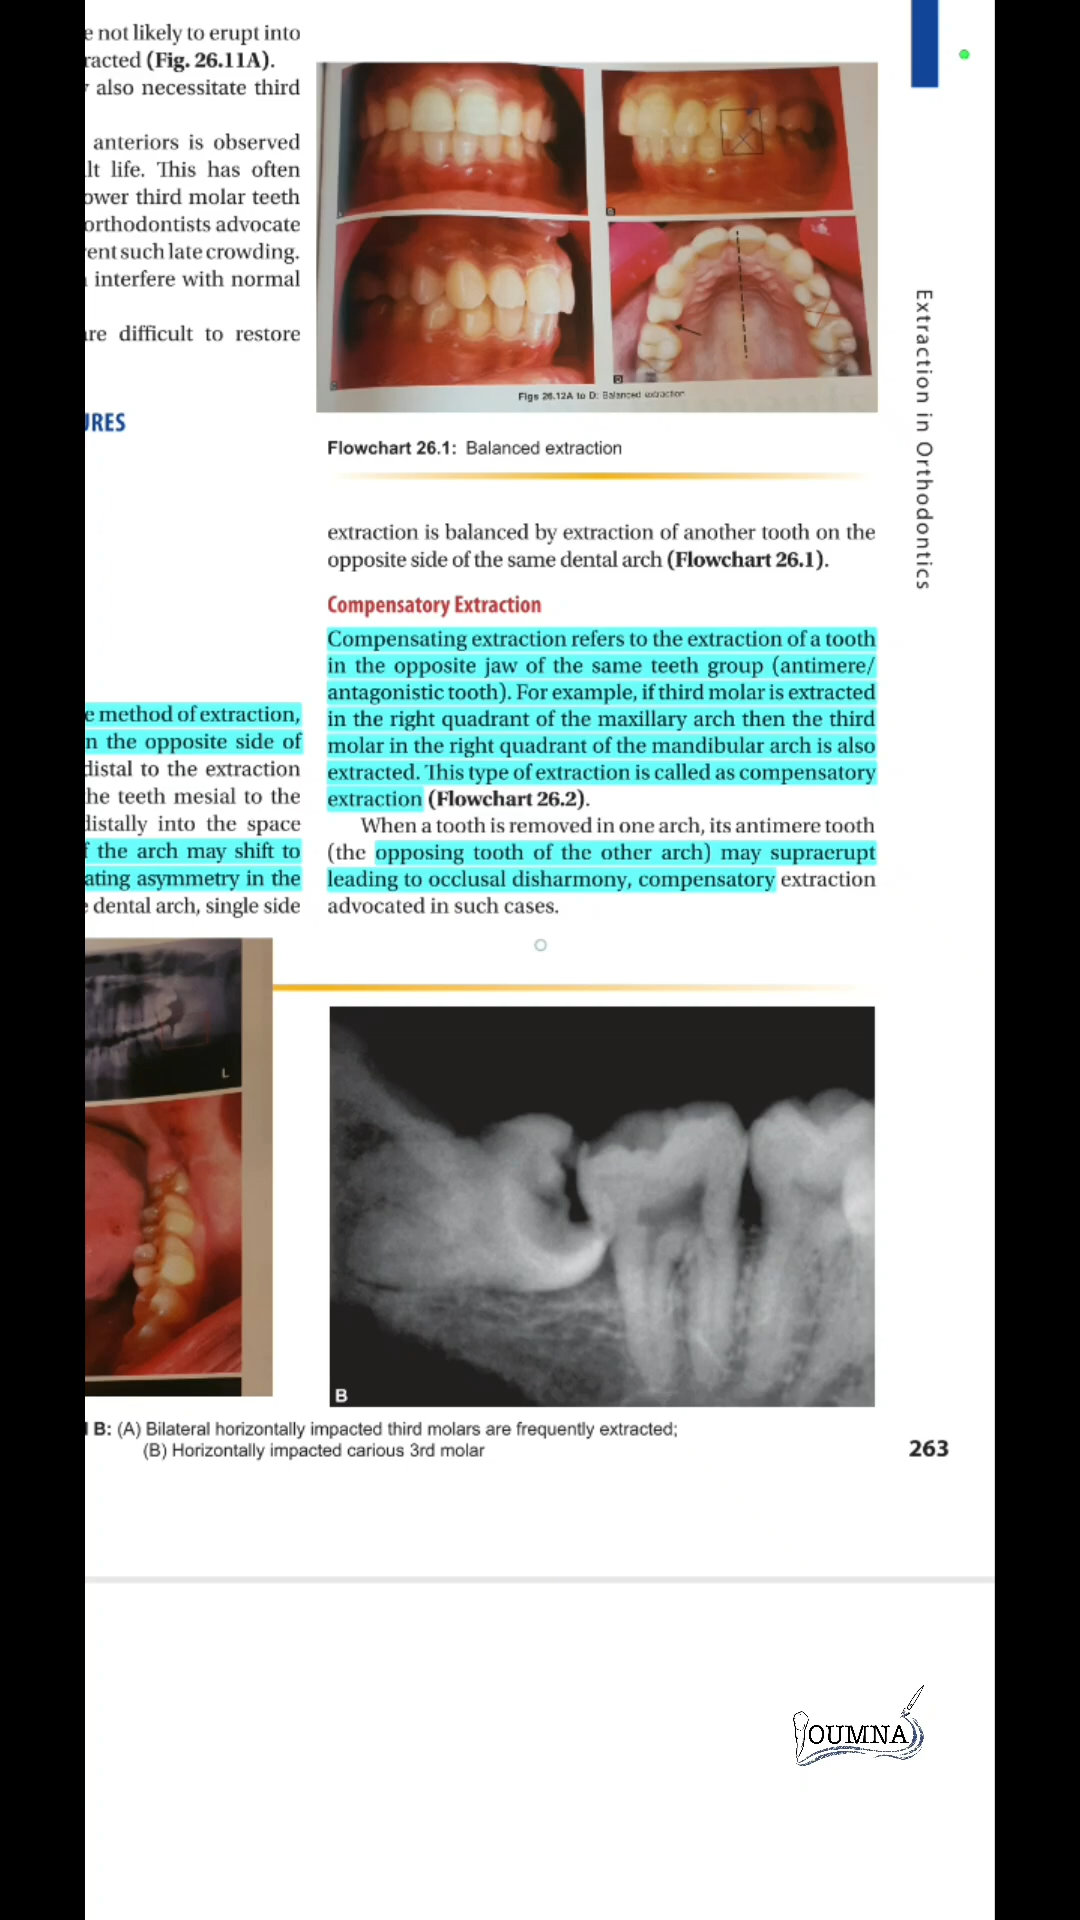 e not likely to erupt into
racted (Fig. 26.11A).
also necessitate third
anteriors is observed
lt life. This has often
ower third molar teeth
orthodontists advocate
ent such late crowding.
interfere with normal
re difficult to restore
URES
e method of extraction,
n the opposite side of
distal to the extraction
he teeth mesial to the
distally into the space
f the arch may shift to
ating asymmetry in the
dental arch, single side
Figs 26.12A to D: Balanced extraction
Flowchart 26.1: Balanced extraction
extraction is balanced by extraction of another tooth on the
opposite side of the same dental arch (Flowchart 26.1).
Compensatory Extraction
Compensating extraction refers to the extraction of a tooth
in the opposite jaw of the same teeth group (antimere/
antagonistic tooth). For example, if third molar is extracted
in the right quadrant of the maxillary arch then the third
molar in the right quadrant of the mandibular arch is also
extracted. This type of extraction is called as compensatory
extraction (Flowchart 26.2).
When a tooth is removed in one arch, its antimere tooth
(the opposing tooth of the other arch) may supraerupt
leading to occlusal disharmony, compensatory extraction
advocated in such cases.
Extraction in Orthodontics
L
B
B: (A) Bilateral horizontally impacted third molars are frequently extracted;
(B) Horizontally impacted carious 3rd molar
263
OUMNA